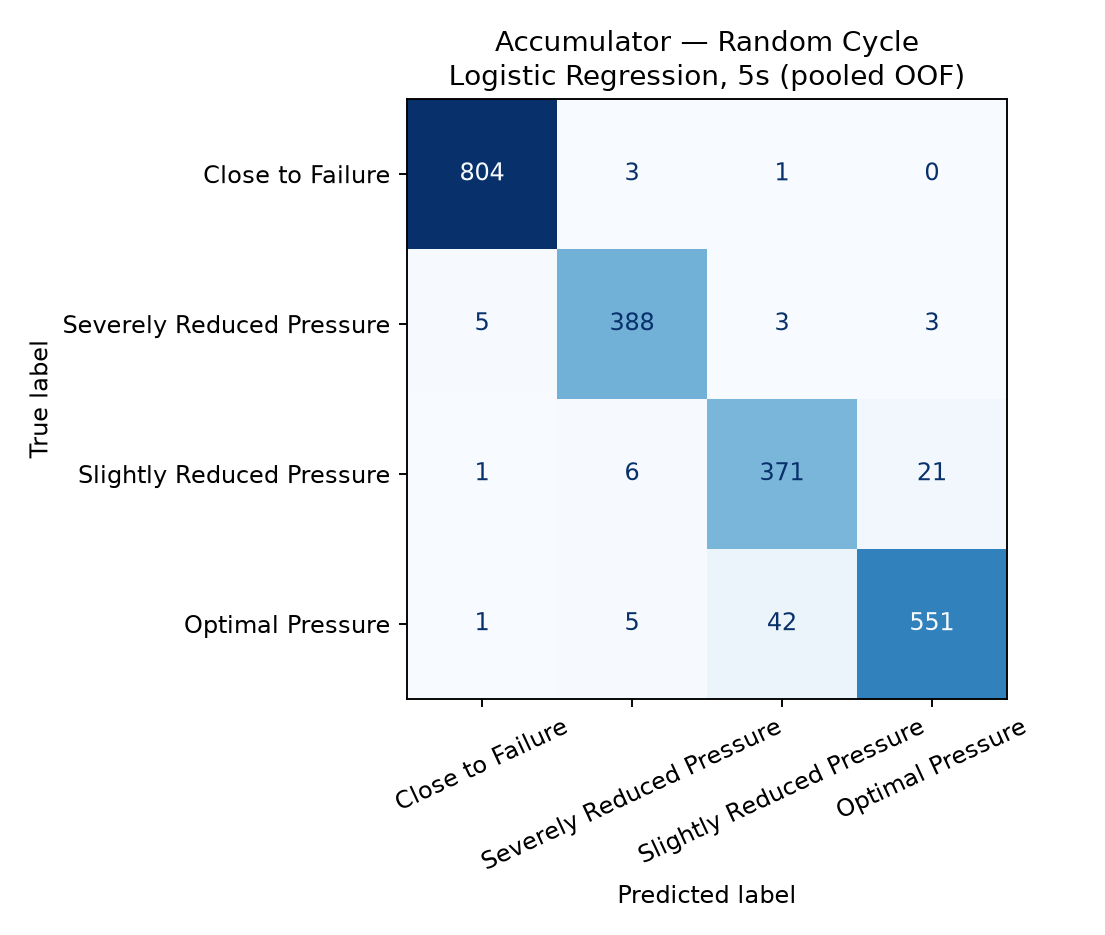 Accumulator — Random Cycle
Logistic Regression, 5s (pooled OOF)
True label
Close to Failure
804 3 1 0
Severely Reduced Pressure
5 388 3 3
Slightly Reduced Pressure
1 6 371 21
Optimal Pressure
1 5 42 551
Close to Failure
Severely Reduced Pressure
Slightly Reduced Pressure
Optimal Pressure
Predicted label